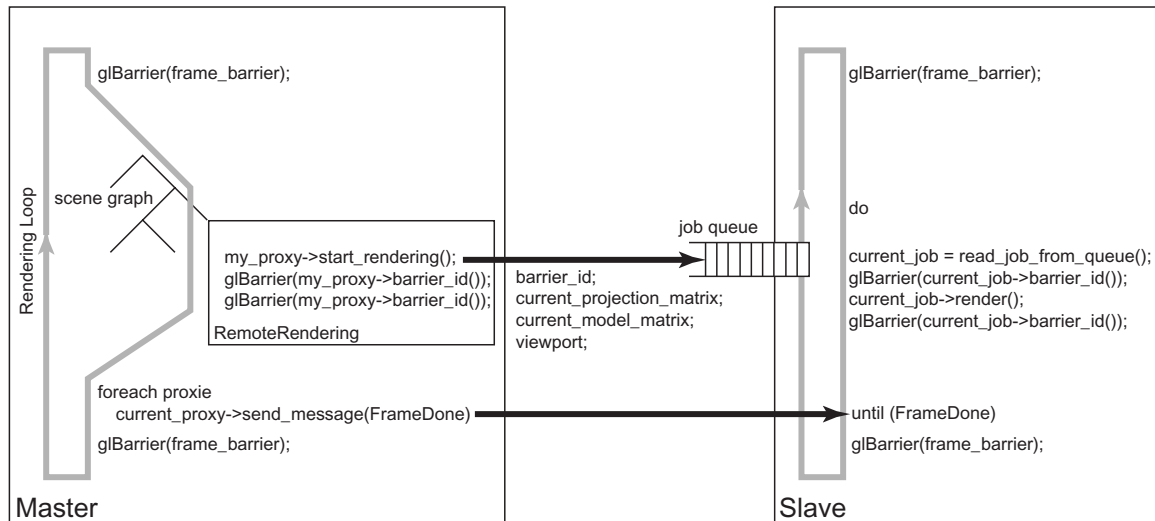 glBarrier(frame_barrier);
Rendering Loop
scene graph
my_proxy->start_rendering();
glBarrier(my_proxy->barrier_id());
glBarrier(my_proxy->barrier_id());
RemoteRendering
foreach proxie
current_proxy->send_message(FrameDone)
glBarrier(frame_barrier);
Master
job queue
barrier_id;
current_projection_matrix;
current_model_matrix;
viewport;
glBarrier(frame_barrier);
do
current_job = read_job_from_queue();
glBarrier(current_job->barrier_id());
current_job->render();
glBarrier(current_job->barrier_id());
until (FrameDone)
glBarrier(frame_barrier);
Slave